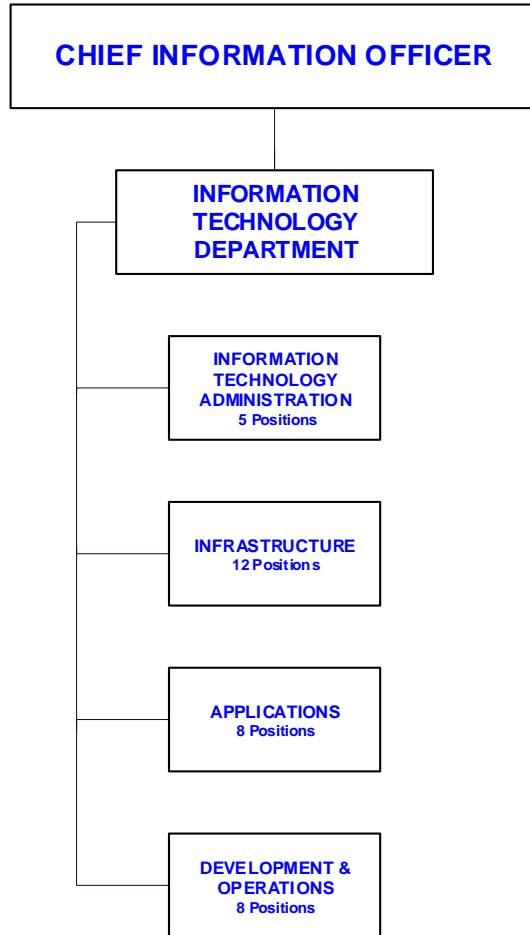 CHIEF INFORMATION OFFICER
INFORMATION
TECHNOLOGY
DEPARTMENT
INFORMATION
TECHNOLOGY
ADMINISTRATION
5 Positions
INFRASTRUCTURE
12 Positions
APPLICATIONS
8 Positions
DEVELOPMENT &
OPERATIONS
8 Positions